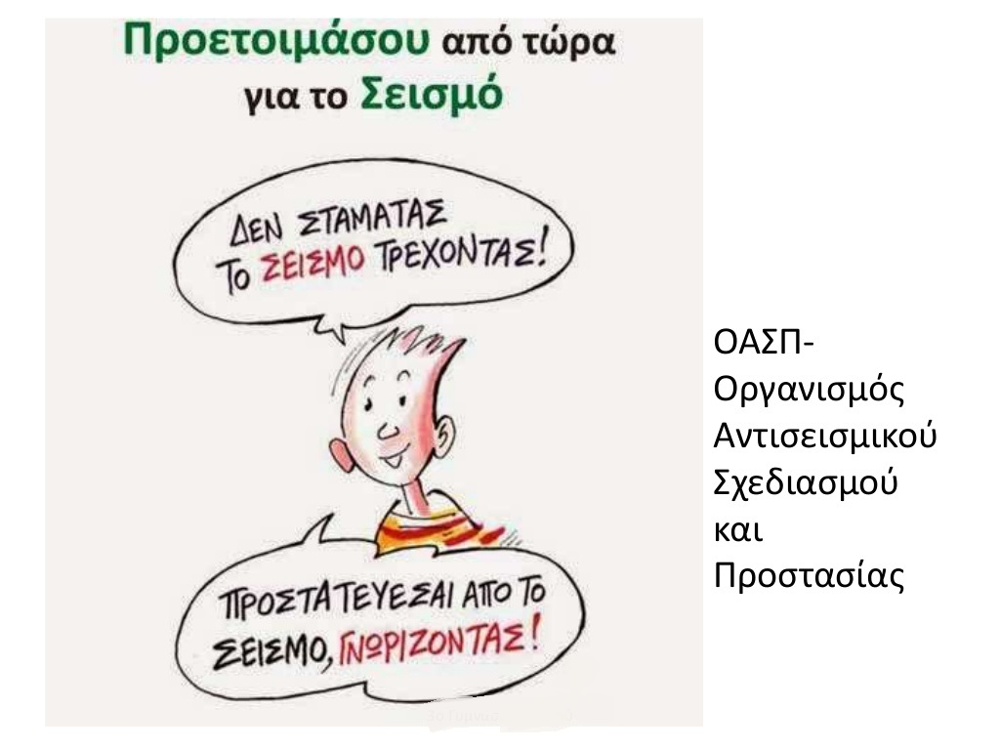 Προετοιμάσου από τώρα
για το Σεισμό
ΔΕΝ ΣΤΑΜΑΤΑΣ
ΤΟ ΣΕΙΣΜΟ ΤΡΕΧΟΝΤΑΣ!
ΠΡΟΣΤΑΤΕΥΕΣΑΙ ΑΠΟ ΤΟ
ΣΕΙΣΜΟ, ΓΝΩΡΙΖΟΝΤΑΣ!
ΟΑΣΠ-
Οργανισμός
Αντισεισμικού
Σχεδιασμού
και
Προστασίας